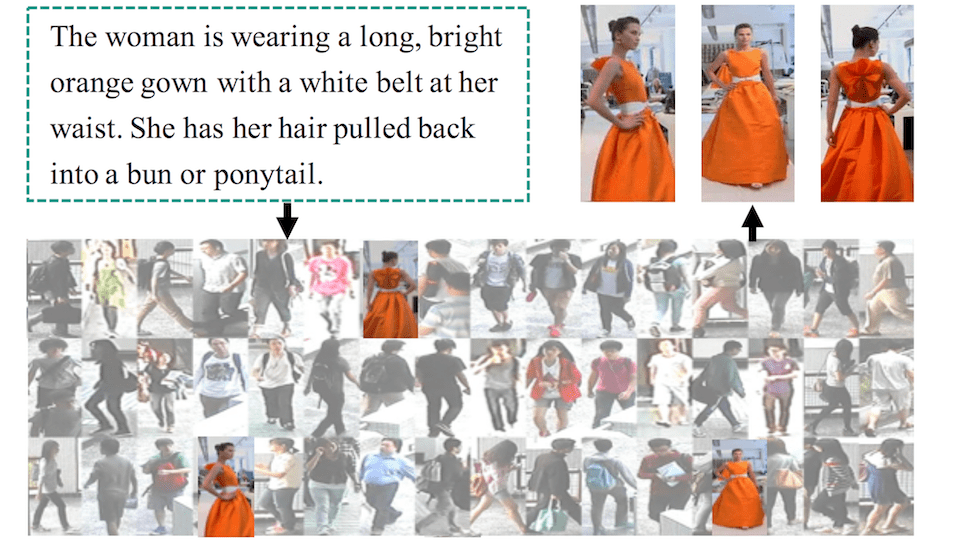 The woman is wearing a long, bright
orange gown with a white belt at her
waist. She has her hair pulled back
into a bun or ponytail.